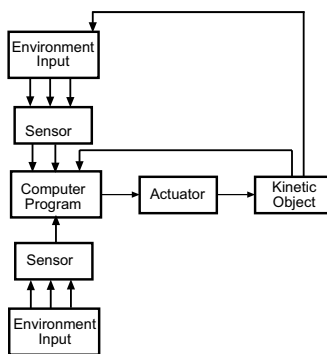 Environment
Input
Sensor
Computer
Program
Actuator
Kinetic
Object
Sensor
Environment
Input